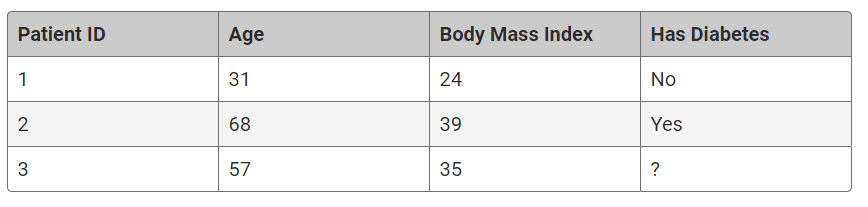 Patient ID Age Body Mass Index Has Diabetes
1 31 24 No
2 68 39 Yes
3 57 35 ?